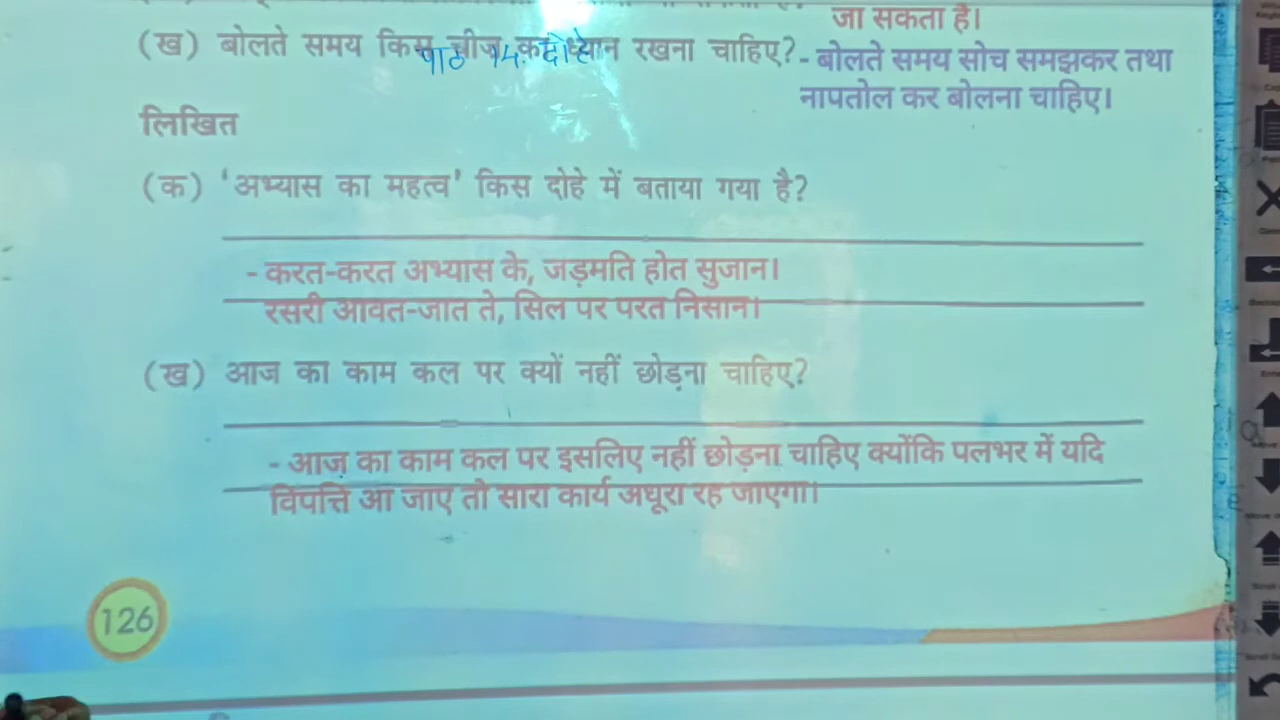 जा सकता है।
(ख) बोलते समय किस चीज़ का ध्यान रखना चाहिए?
पाठ 14. दोहे
- बोलते समय सोच समझकर तथा
नापतोल कर बोलना चाहिए।
लिखित
(क) 'अभ्यास का महत्व' किस दोहे में बताया गया है?
- करत-करत अभ्यास के, जड़मति होत सुजान।
रसरी आवत-जात ते, सिल पर परत निसान।
(ख) आज का काम कल पर क्यों नहीं छोड़ना चाहिए?
- आज का काम कल पर इसलिए नहीं छोड़ना चाहिए क्योंकि पलभर में यदि
विपत्ति आ जाए तो सारा कार्य अधूरा रह जाएगा।
126